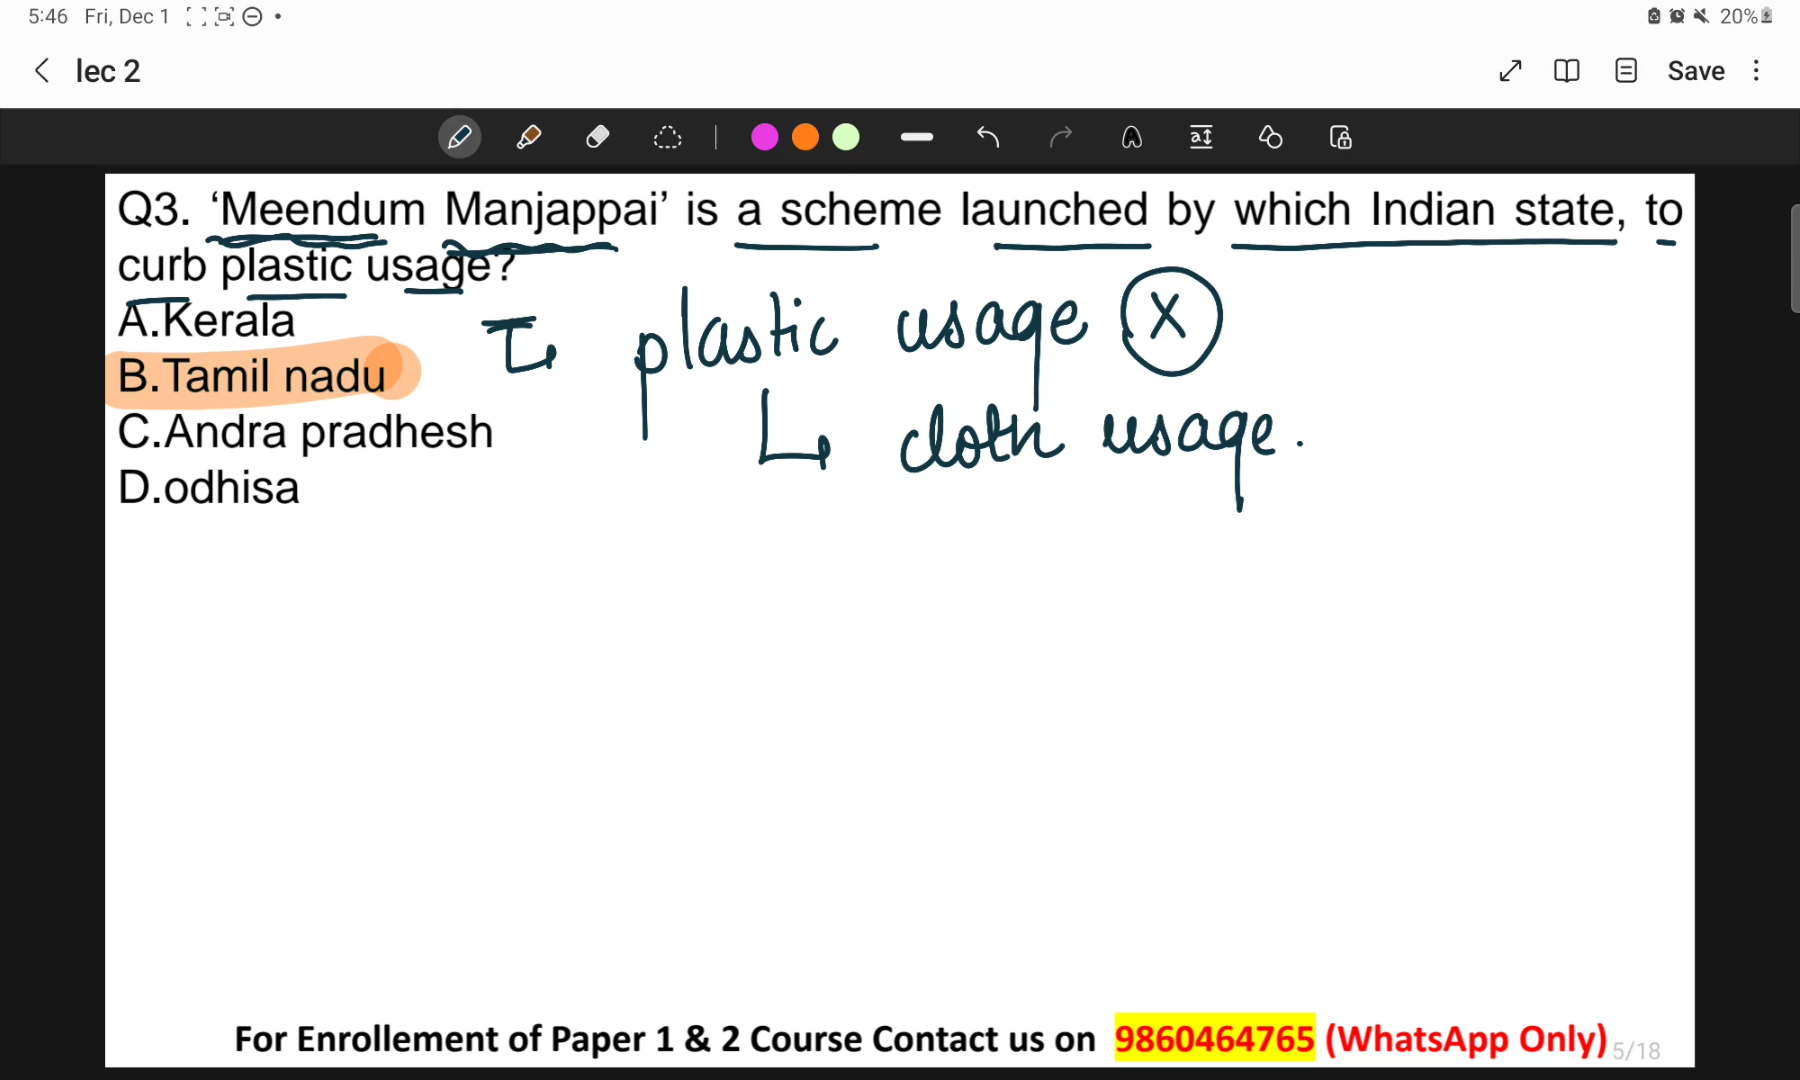 5:46 Fri, Dec 1 20%
lec 2 Save
Q3. ‘Meendum Manjappai’ is a scheme launched by which Indian state, to
curb plastic usage?
A.Kerala
plastic usage X
B.Tamil nadu
C.Andra pradhesh
cloth usage.
D.odhisa
For Enrollement of Paper 1 & 2 Course Contact us on 9860464765 (WhatsApp Only)
5/18